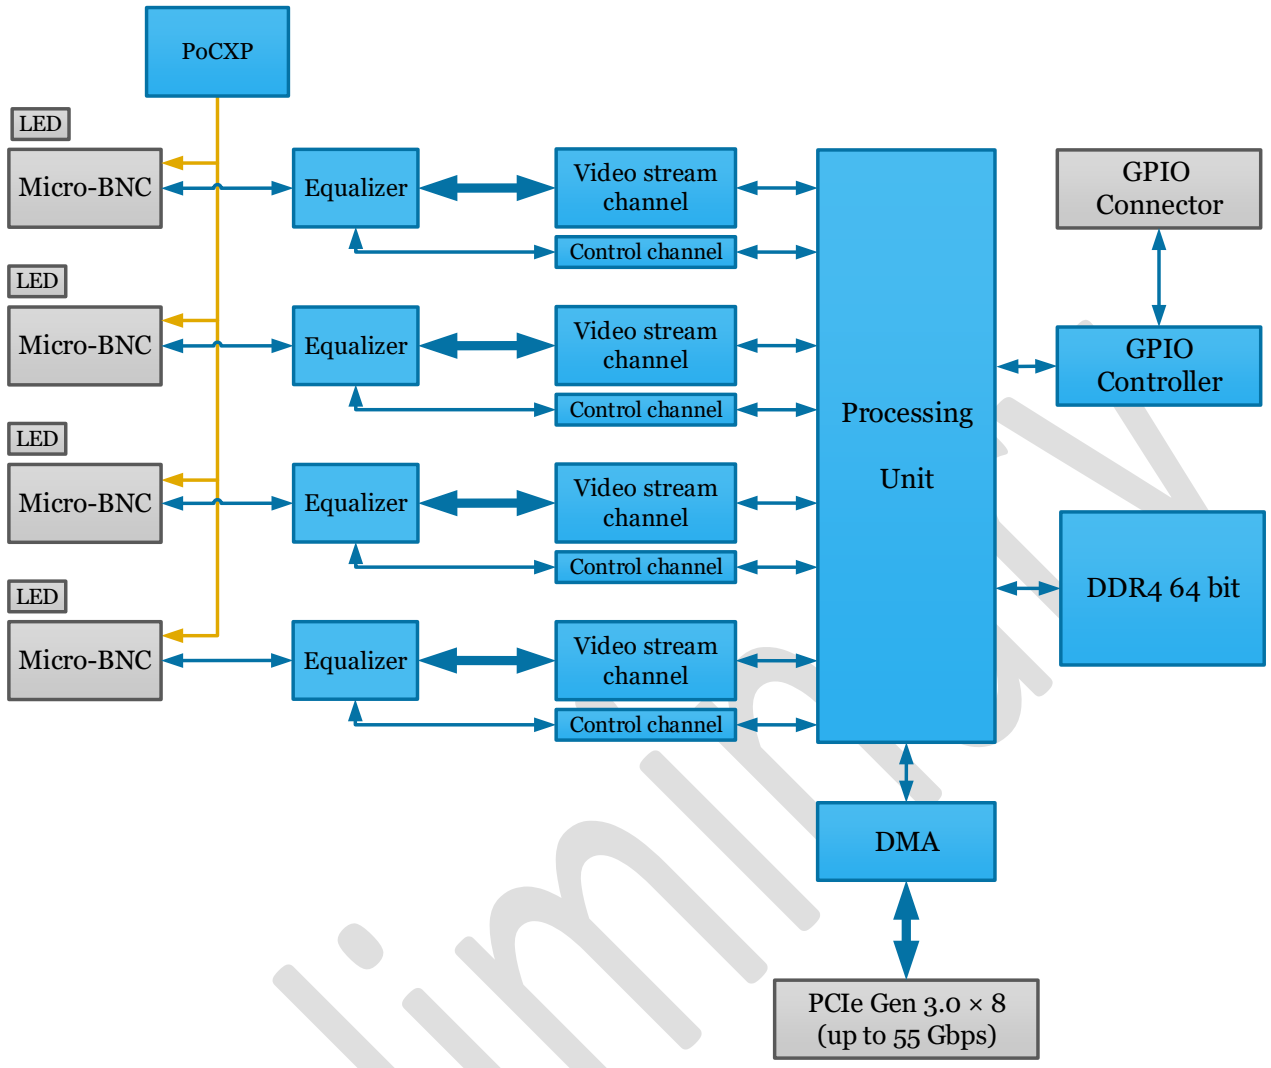 PoCXP
LED
Micro-BNC
Equalizer
Video stream
channel
Control channel
LED
Micro-BNC
Equalizer
Video stream
channel
Control channel
LED
Micro-BNC
Equalizer
Video stream
channel
Control channel
LED
Micro-BNC
Equalizer
Video stream
channel
Control channel
Processing
Unit
GPIO
Connector
GPIO
Controller
DDR4 64 bit
DMA
PCIe Gen 3.0 × 8
(up to 55 Gbps)